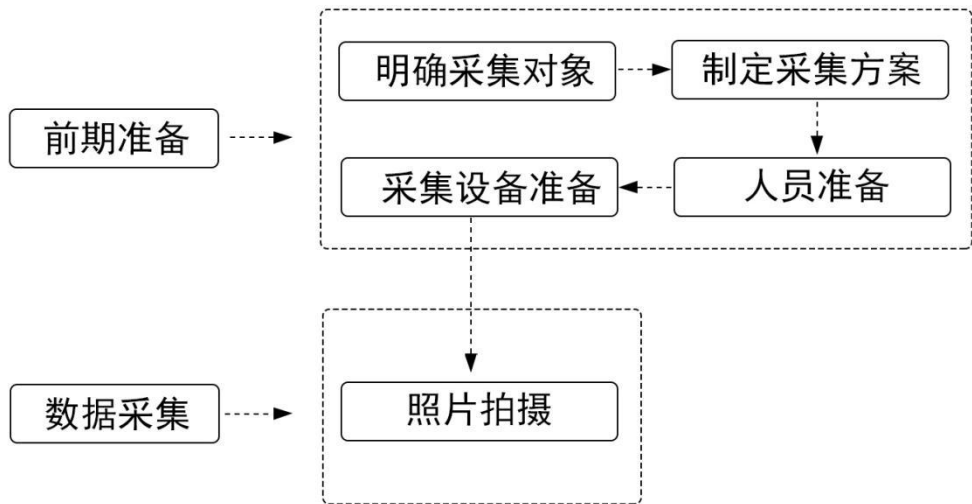 明确采集对象
制定采集方案
前期准备
采集设备准备
人员准备
数据采集
照片拍摄